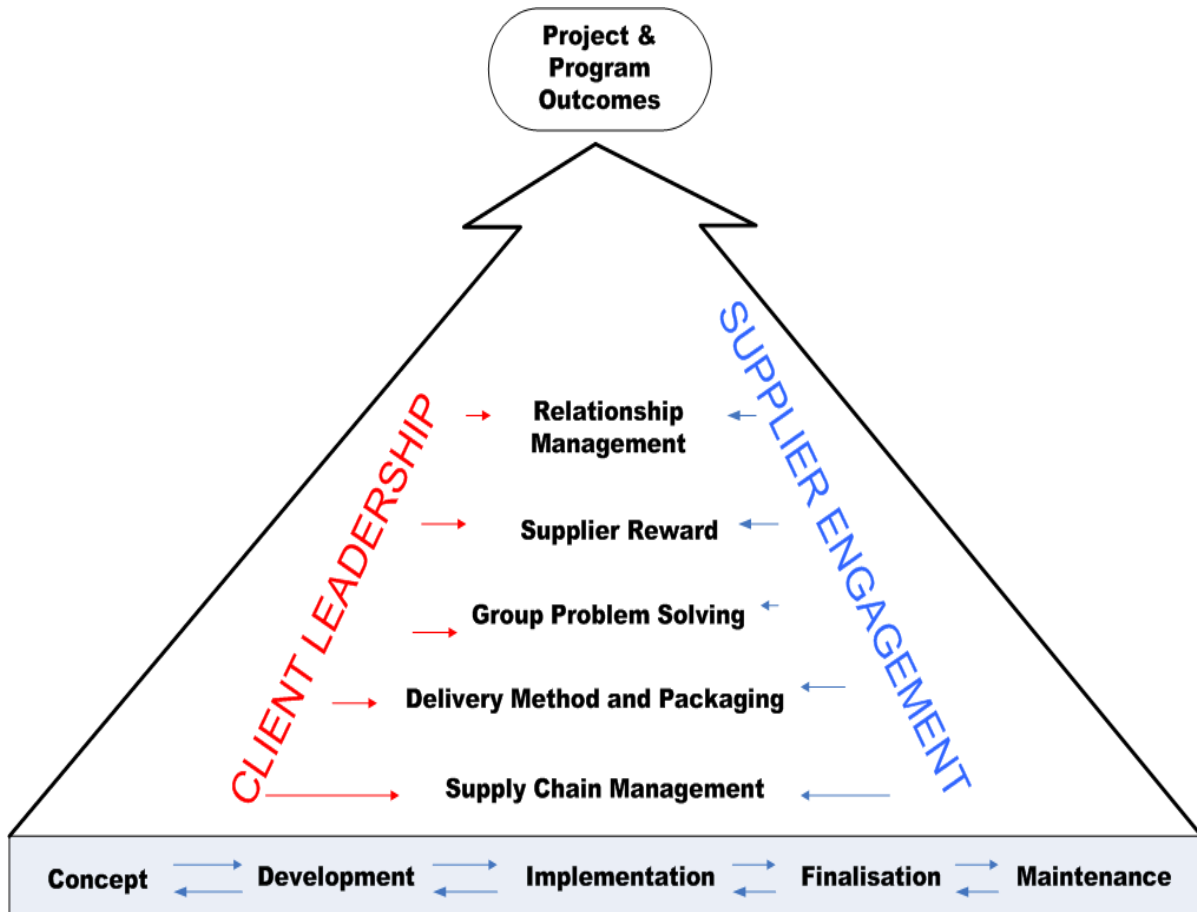 Project &
Program
Outcomes
SUPPLIER ENGAGEMENT
CLIENT LEADERSHIP
Relationship
Management
Supplier Reward
Group Problem Solving
Delivery Method and Packaging
Supply Chain Management
Concept Development Implementation Finalisation Maintenance